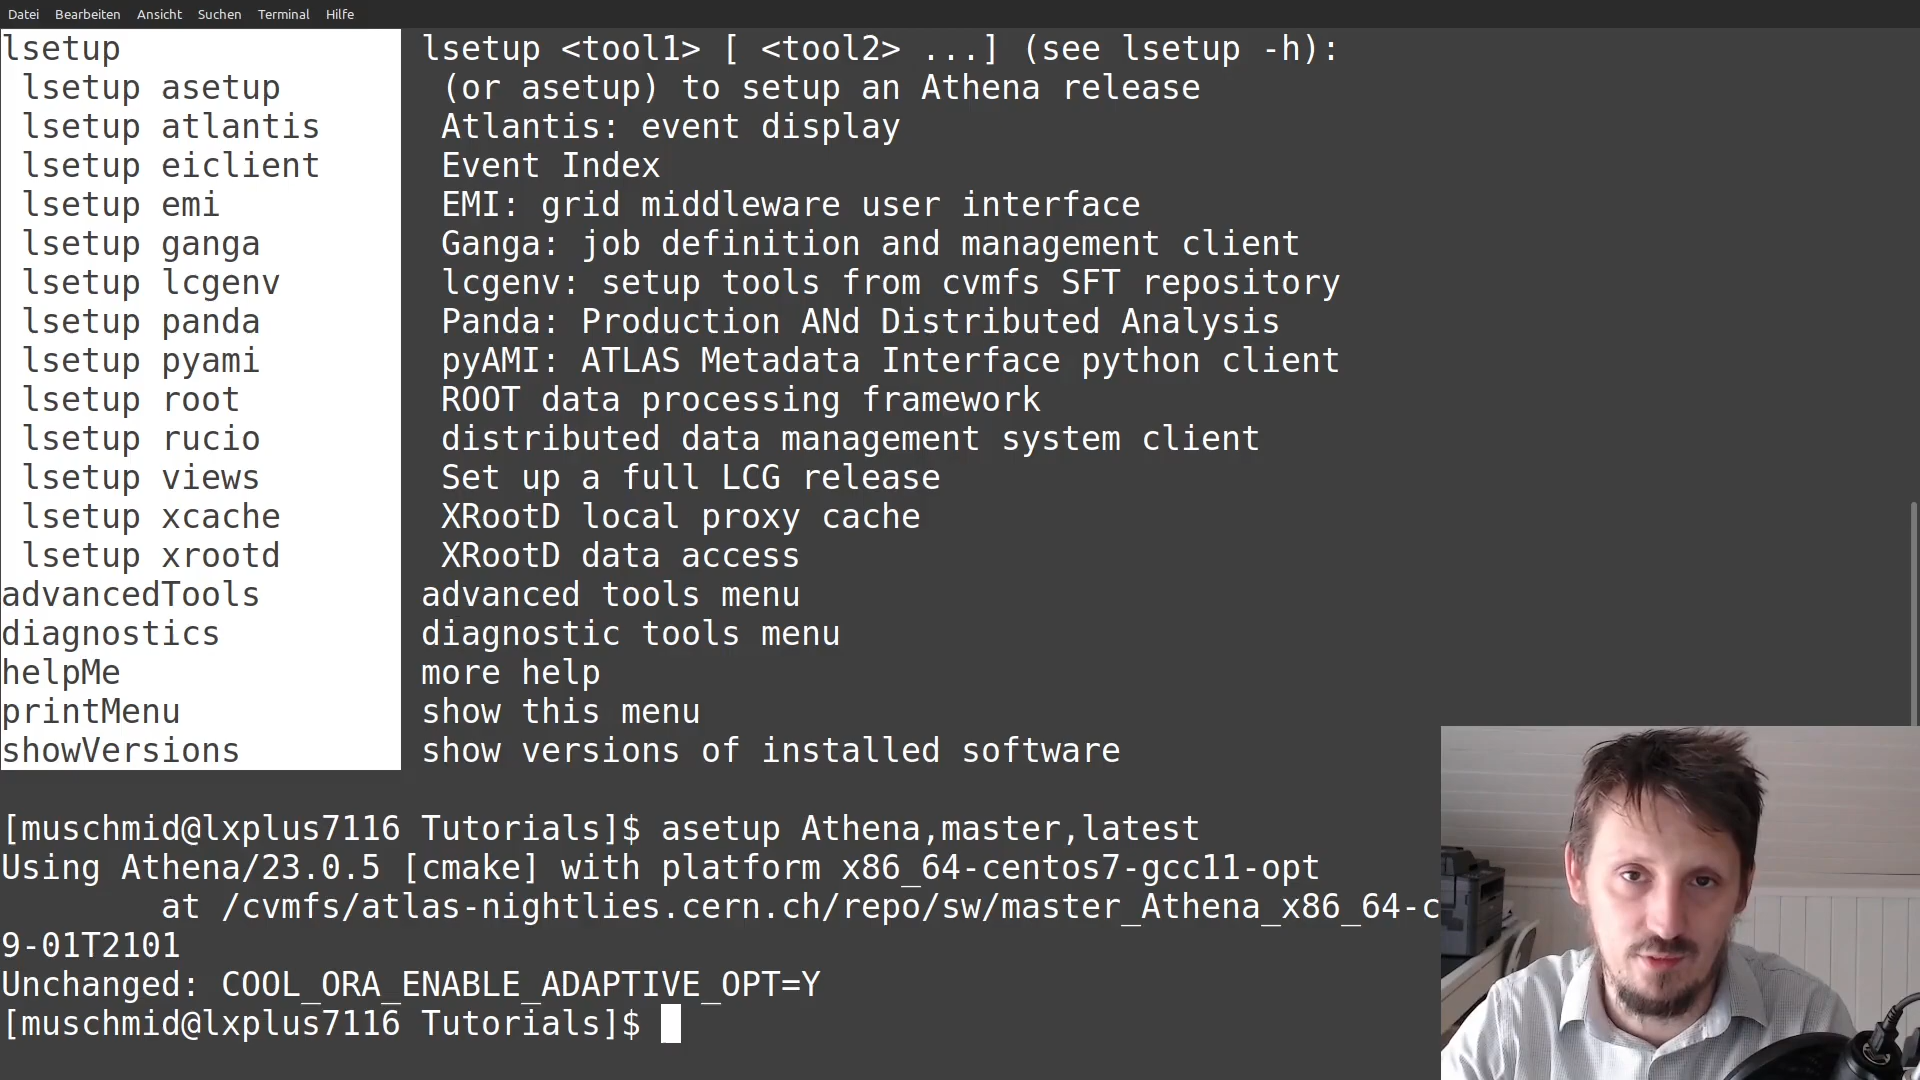 Datei Bearbeiten Ansicht Suchen Terminal Hilfe
lsetup lsetup <tool1> [ <tool2> ...] (see lsetup -h):
lsetup asetup (or asetup) to setup an Athena release
lsetup atlantis Atlantis: event display
lsetup eiclient Event Index
lsetup emi EMI: grid middleware user interface
lsetup ganga Ganga: job definition and management client
lsetup lcgenv lcgenv: setup tools from cvmfs SFT repository
lsetup panda Panda: Production ANd Distributed Analysis
lsetup pyami pyAMI: ATLAS Metadata Interface python client
lsetup root ROOT data processing framework
lsetup rucio distributed data management system client
lsetup views Set up a full LCG release
lsetup xcache XRootD local proxy cache
lsetup xrootd XRootD data access
advancedTools advanced tools menu
diagnostics diagnostic tools menu
helpMe more help
printMenu show this menu
showVersions show versions of installed software
[muschmid@lxplus7116 Tutorials]$ asetup Athena,master,latest
Using Athena/23.0.5 [cmake] with platform x86_64-centos7-gcc11-opt
at /cvmfs/atlas-nightlies.cern.ch/repo/sw/master_Athena_x86_64-c
9-01T2101
Unchanged: COOL_ORA_ENABLE_ADAPTIVE_OPT=Y
[muschmid@lxplus7116 Tutorials]$